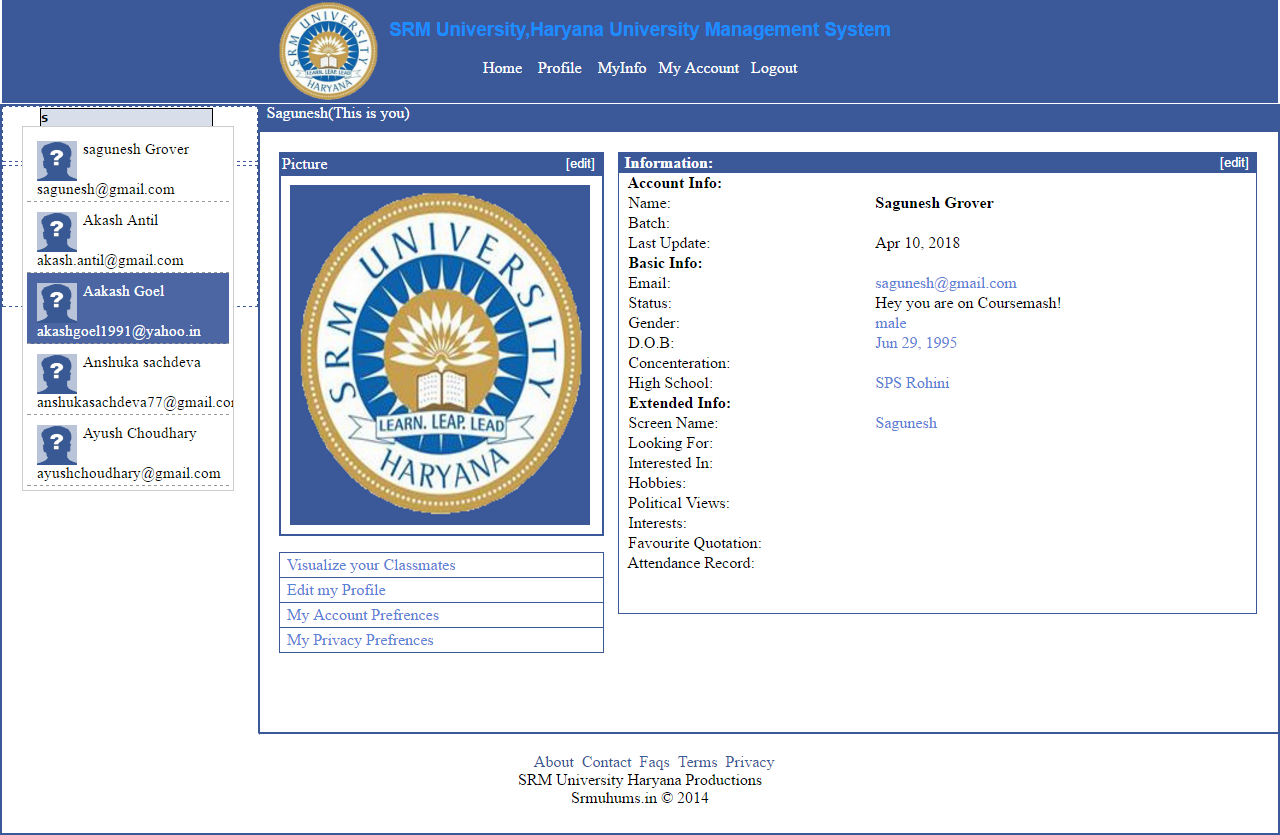 SRM UNIVERSITY
LEARN. LEAP. LEAD
HARYANA
SRM University,Haryana University Management System
Home Profile MyInfo My Account Logout
s
sagunesh Grover
sagunesh@gmail.com
Akash Antil
akash.antil@gmail.com
Aakash Goel
akashgoel1991@yahoo.in
Anshuka sachdeva
anshukasachdeva77@gmail.co
Ayush Choudhary
ayushchoudhary@gmail.com
Sagunesh(This is you)
Picture [edit]
SRM UNIVERSITY
LEARN. LEAP. LEAD
HARYANA
Visualize your Classmates
Edit my Profile
My Account Prefrences
My Privacy Prefrences
Information: [edit]
Account Info:
Name: Sagunesh Grover
Batch:
Last Update: Apr 10, 2018
Basic Info:
Email: sagunesh@gmail.com
Status: Hey you are on Coursemash!
Gender: male
D.O.B: Jun 29, 1995
Concenteration:
High School: SPS Rohini
Extended Info:
Screen Name: Sagunesh
Looking For:
Interested In:
Hobbies:
Political Views:
Interests:
Favourite Quotation:
Attendance Record:
About Contact Faqs Terms Privacy
SRM University Haryana Productions
Srmuhums.in © 2014